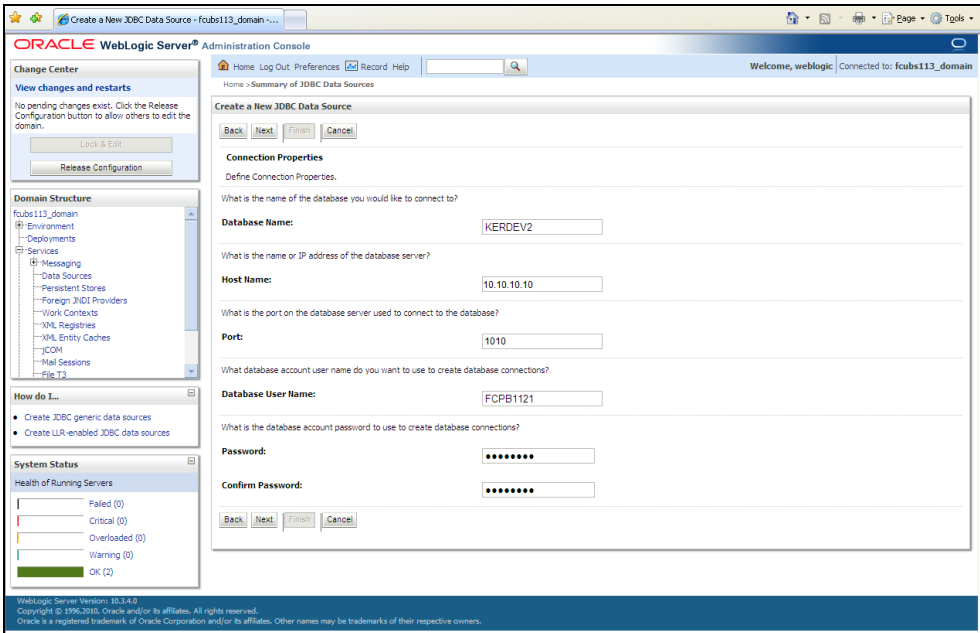 Create a New JDBC Data Source - fcubs113_domain -...
Page
Tools
ORACLE WebLogic Server® Administration Console
Change Center
View changes and restarts
No pending changes exist. Click the Release
Configuration button to allow others to edit the
domain.
Lock & Edit
Release Configuration
Domain Structure
fcubs113_domain
Environment
Deployments
Services
Messaging
Data Sources
Persistent Stores
Foreign JNDI Providers
Work Contexts
XML Registries
XML Entity Caches
jCOM
Mail Sessions
File T3
How do I...
Create JDBC generic data sources
Create LLR-enabled JDBC data sources
System Status
Health of Running Servers
Failed (0)
Critical (0)
Overloaded (0)
Warning (0)
OK (2)
Home Log Out Preferences Record Help
Welcome, weblogic Connected to: fcubs113_domain
Home >Summary of JDBC Data Sources
Create a New JDBC Data Source
Back Next Finish Cancel
Connection Properties
Define Connection Properties.
What is the name of the database you would like to connect to?
Database Name: KERDEV2
What is the name or IP address of the database server?
Host Name: 10.10.10.10
What is the port on the database server used to connect to the database?
Port: 1010
What database account user name do you want to use to create database connections?
Database User Name: FCPB1121
What is the database account password to use to create database connections?
Password: ●●●●●●●●
Confirm Password: ●●●●●●●●
Back Next Finish Cancel
WebLogic Server Version: 10.3.4.0
Copyright © 1996,2010, Oracle and/or its affiliates. All rights reserved.
Oracle is a registered trademark of Oracle Corporation and/or its affiliates. Other names may be trademarks of their respective owners.